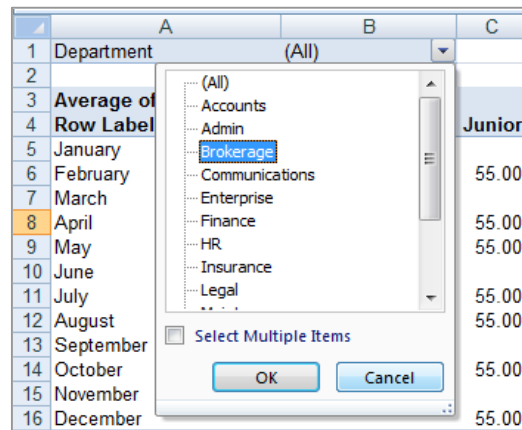 A B C
1 Department (All)
2 (All)
3 Average of Accounts
4 Row Label Admin Junior
5 January Brokerage
6 February Communications 55.00
7 March Enterprise
8 April Finance 55.00
9 May HR 55.00
10 June Insurance
11 July Legal 55.00
12 August 55.00
13 September Select Multiple Items
14 October OK Cancel 55.00
15 November
16 December 55.00